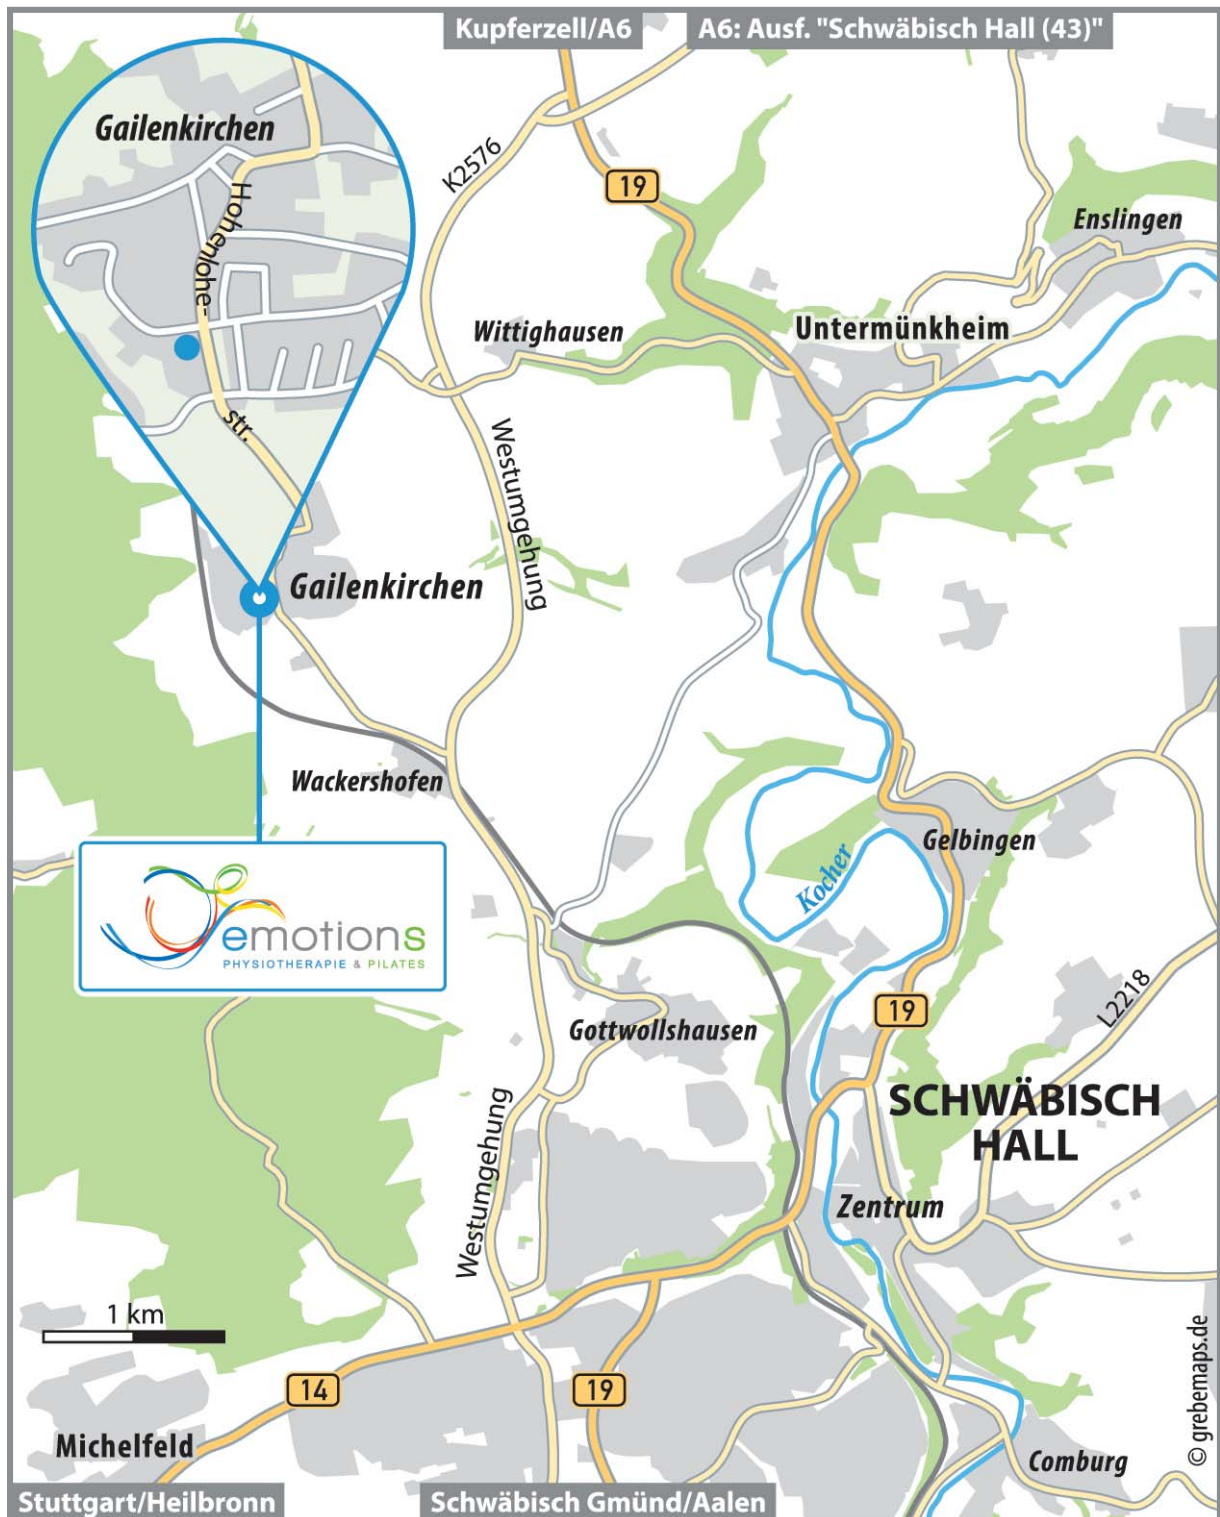 Kupferzell/A6
A6: Ausf. "Schwäbisch Hall (43)"
Gailenkirchen
K2576
19
Hohenlohe-
Enslingen
Wittighausen
Untermünkheim
str.
Westumgehung
Gailenkirchen
Wackershofen
Gelbingen
Kocher
emotions
PHYSIOTHERAPIE & PILATES
L2218
19
Gottwollshausen
SCHWÄBISCH
HALL
Westumgehung
Zentrum
1 km
14
19
Michelfeld
Comburg
© grebemaps.de
Stuttgart/Heilbronn
Schwäbisch Gmünd/Aalen